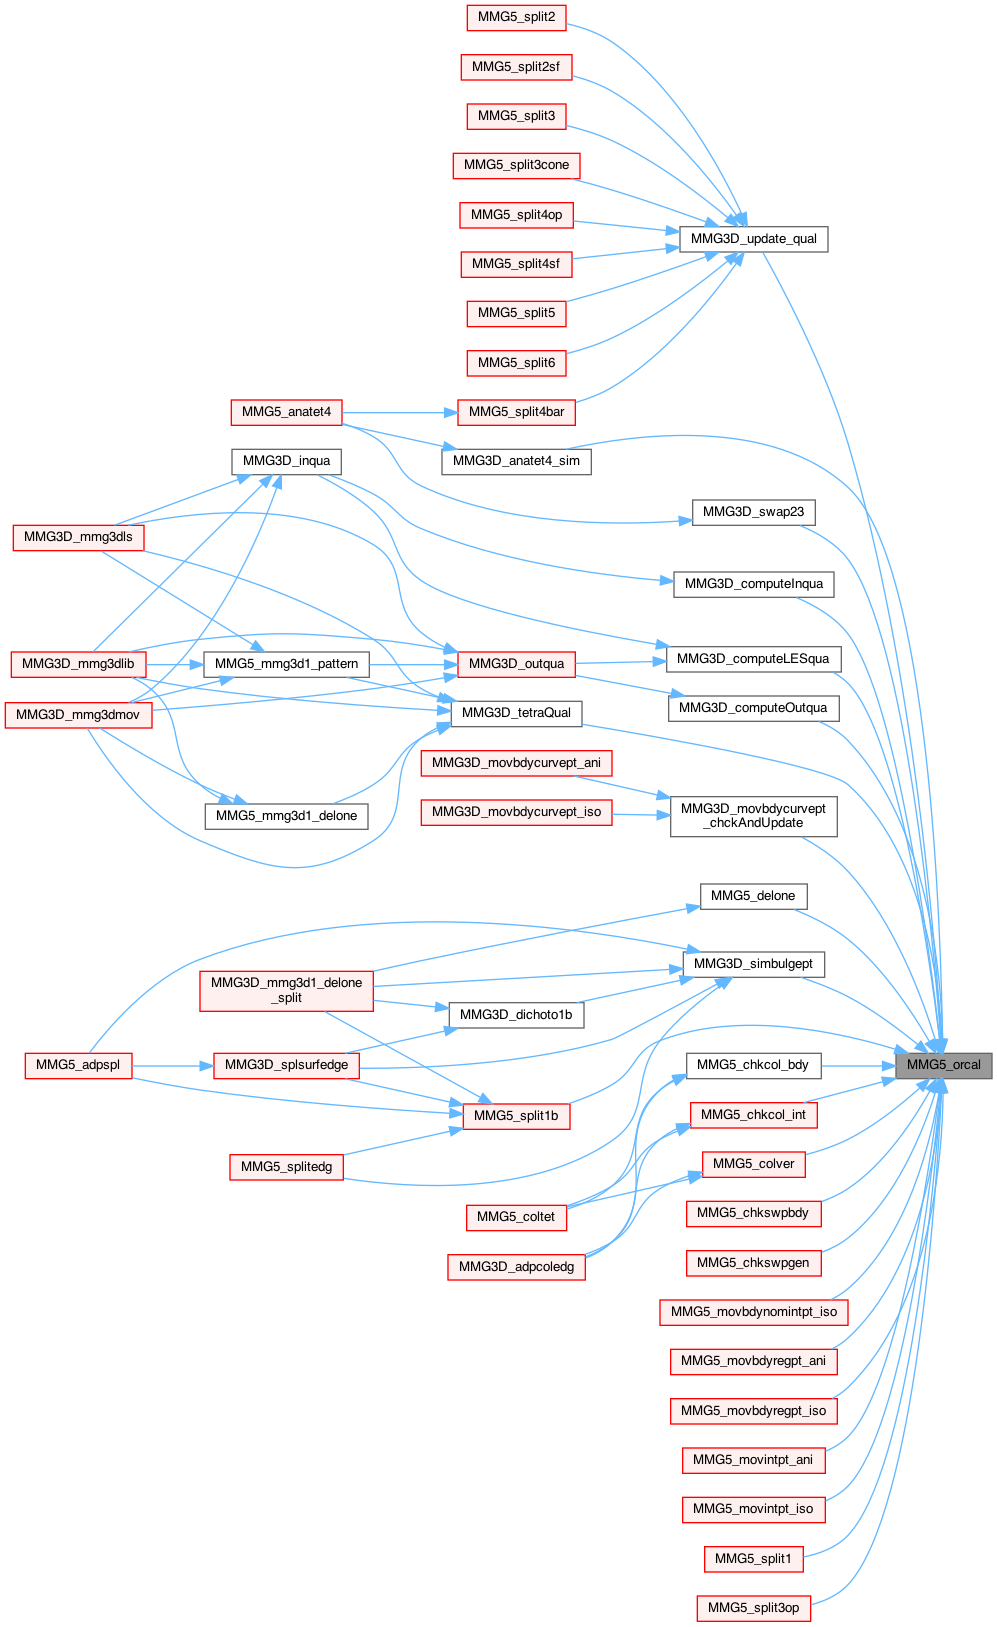 MMG5_split2
MMG5_split2sf
MMG5_split3
MMG5_split3cone
MMG5_split4op
MMG3D_update_qual
MMG5_split4sf
MMG5_split5
MMG5_split6
MMG5_anatet4
MMG5_split4bar
MMG3D_inqua
MMG3D_anatet4_sim
MMG3D_swap23
MMG3D_mmg3dls
MMG3D_computeInqua
MMG3D_mmg3dlib
MMG5_mmg3d1_pattern
MMG3D_outqua
MMG3D_computeLESqua
MMG3D_mmg3dmov
MMG3D_tetraQual
MMG3D_computeOutqua
MMG3D_movbdycurvept_ani
MMG5_mmg3d1_delone
MMG3D_movbdycurvept_iso
MMG3D_movbdycurvept
_chckAndUpdate
MMG5_delone
MMG3D_simbulgept
MMG3D_mmg3d1_delone
_split
MMG3D_dichoto1b
MMG5_adpspl
MMG3D_splsurfedge
MMG5_chkcol_bdy
MMG5_orcal
MMG5_split1b
MMG5_chkcol_int
MMG5_splitedg
MMG5_colver
MMG5_coltet
MMG5_chkswpbdy
MMG3D_adpcoledg
MMG5_chkswpgen
MMG5_movbdynomintpt_iso
MMG5_movbdyregpt_ani
MMG5_movbdyregpt_iso
MMG5_movintpt_ani
MMG5_movintpt_iso
MMG5_split1
MMG5_split3op